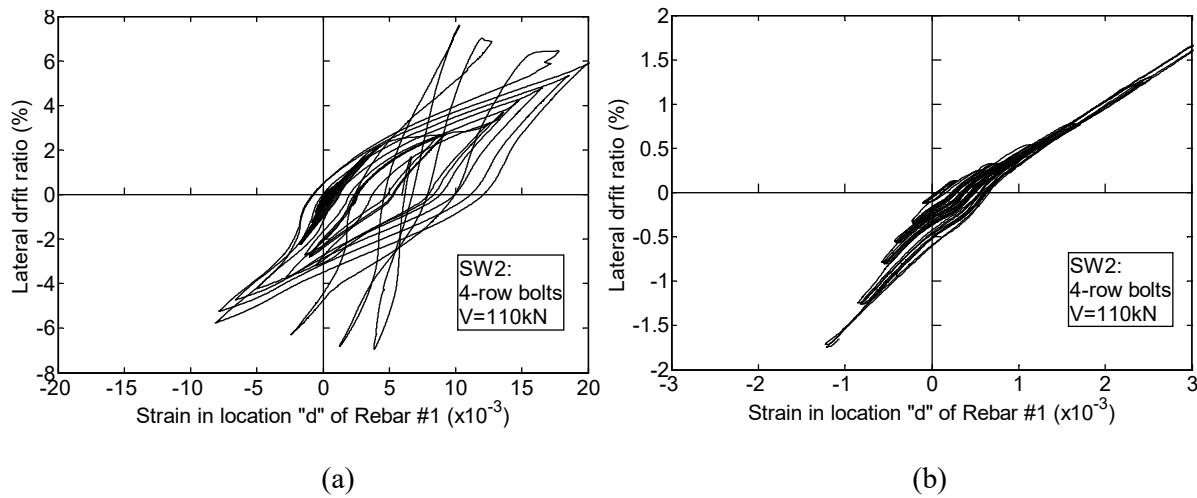 8
6
4
2
0
-2
-4
-6
-8
-20 -15 -10 -5 0 5 10 15 20
Lateral drfit ratio (%)
Strain in location "d" of Rebar #1 (x10-3)
SW2:
4-row bolts
V=110kN
(a)
2
1.5
1
0.5
0
-0.5
-1
-1.5
-2
-3 -2 -1 0 1 2 3
Lateral drfit ratio (%)
Strain in location "d" of Rebar #1 (x10-3)
SW2:
4-row bolts
V=110kN
(b)